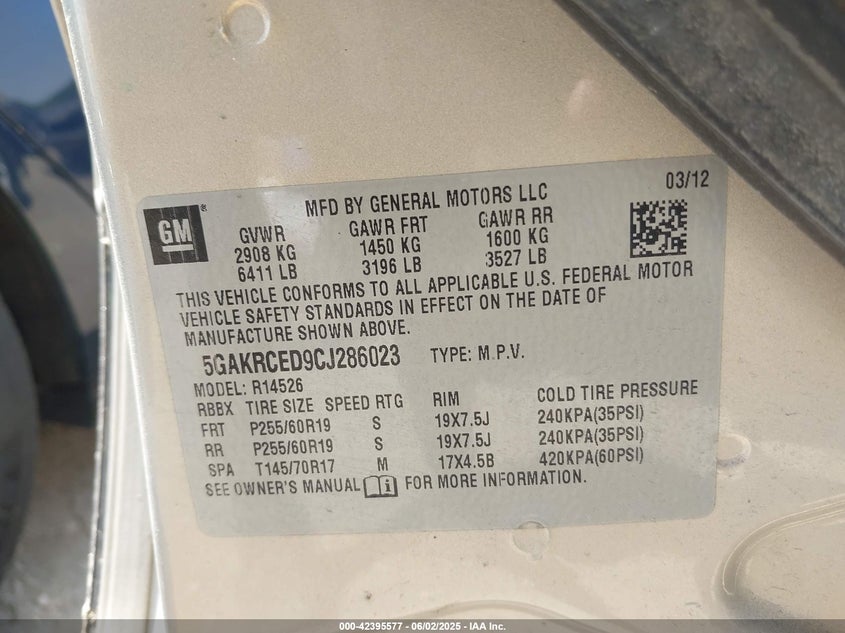 MFD BY GENERAL MOTORS LLC 03/12
GM
GVWR GAWR FRT GAWR RR
2908 KG 1450 KG 1600 KG
6411 LB 3196 LB 3527 LB
THIS VEHICLE CONFORMS TO ALL APPLICABLE U.S. FEDERAL MOTOR
VEHICLE SAFETY STANDARDS IN EFFECT ON THE DATE OF
MANUFACTURE SHOWN ABOVE.
5GAKRCED9CJ286023 TYPE: M.P.V.
MODEL: R14526
RBBX TIRE SIZE SPEED RTG RIM COLD TIRE PRESSURE
FRT P255/60R19 S 19X7.5J 240KPA(35PSI)
RR P255/60R19 S 19X7.5J 240KPA(35PSI)
SPA T145/70R17 M 17X4.5B 420KPA(60PSI)
SEE OWNER'S MANUAL i FOR MORE INFORMATION.
000-42395577 - 06/02/2025 - IAA Inc.